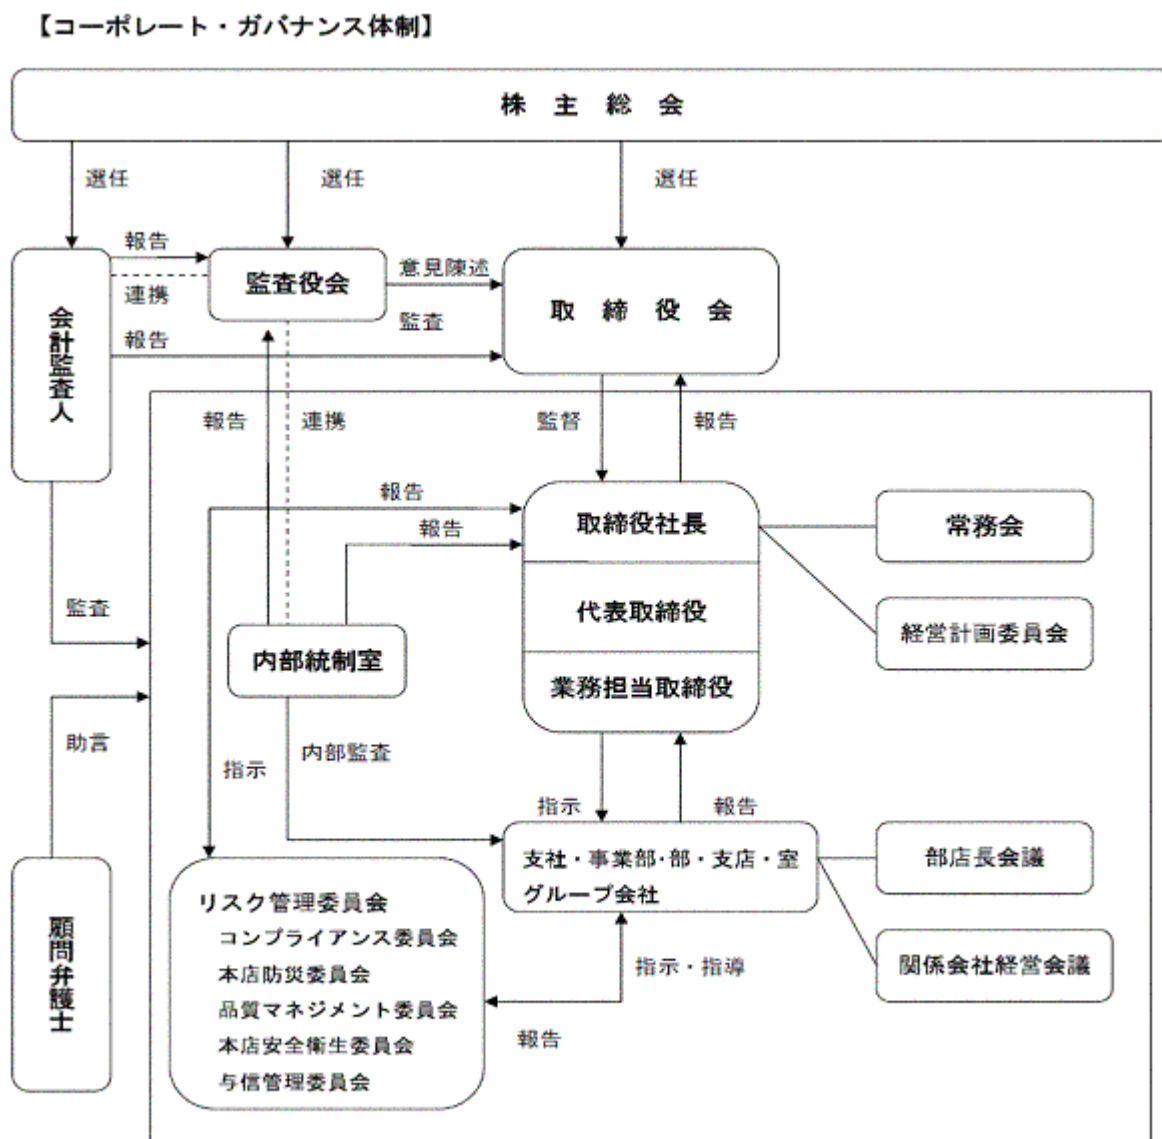 【コーポレート・ガバナンス体制】
株 主 総 会
選任
選任
選任
報告
連携
監査役会
意見陳述
監査
取 締 役 会
会計監査人
報告
報告
連携
監督
報告
報告
報告
取締役社長
代表取締役
業務担当取締役
常務会
経営計画委員会
監査
内部統制室
助言
指示
内部監査
指示
報告
支社・事業部・部・支店・室
グループ会社
部店長会議
関係会社経営会議
顧問弁護士
リスク管理委員会
コンプライアンス委員会
本店防災委員会
品質マネジメント委員会
本店安全衛生委員会
与信管理委員会
指示・指導
報告